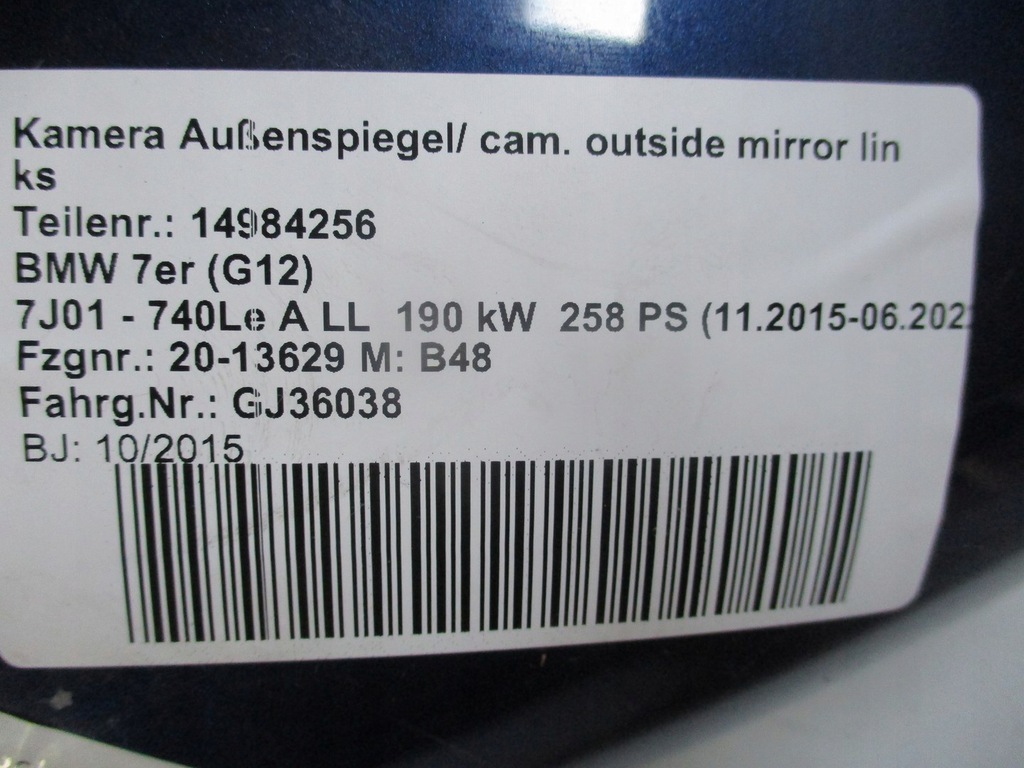 Kamera Außenspiegel/ cam. outside mirror lin
ks
Teilenr.: 14984256
BMW 7er (G12)
7J01 - 740Le A LL 190 kW 258 PS (11.2015-06.202
Fzgnr.: 20-13629 M: B48
Fahrg.Nr.: GJ36038
BJ: 10/2015